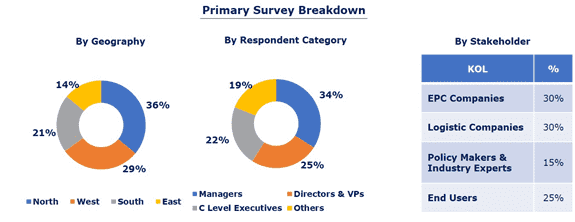 Primary Survey Breakdown
By Geography
14%
36%
21%
29%
North West South East
By Respondent Category
19%
34%
22%
25%
Managers Directors & VPs
C Level Executives Others
By Stakeholder
KOL %
EPC Companies 30%
Logistic Companies 30%
Policy Makers &
Industry Experts 15%
End Users 25%